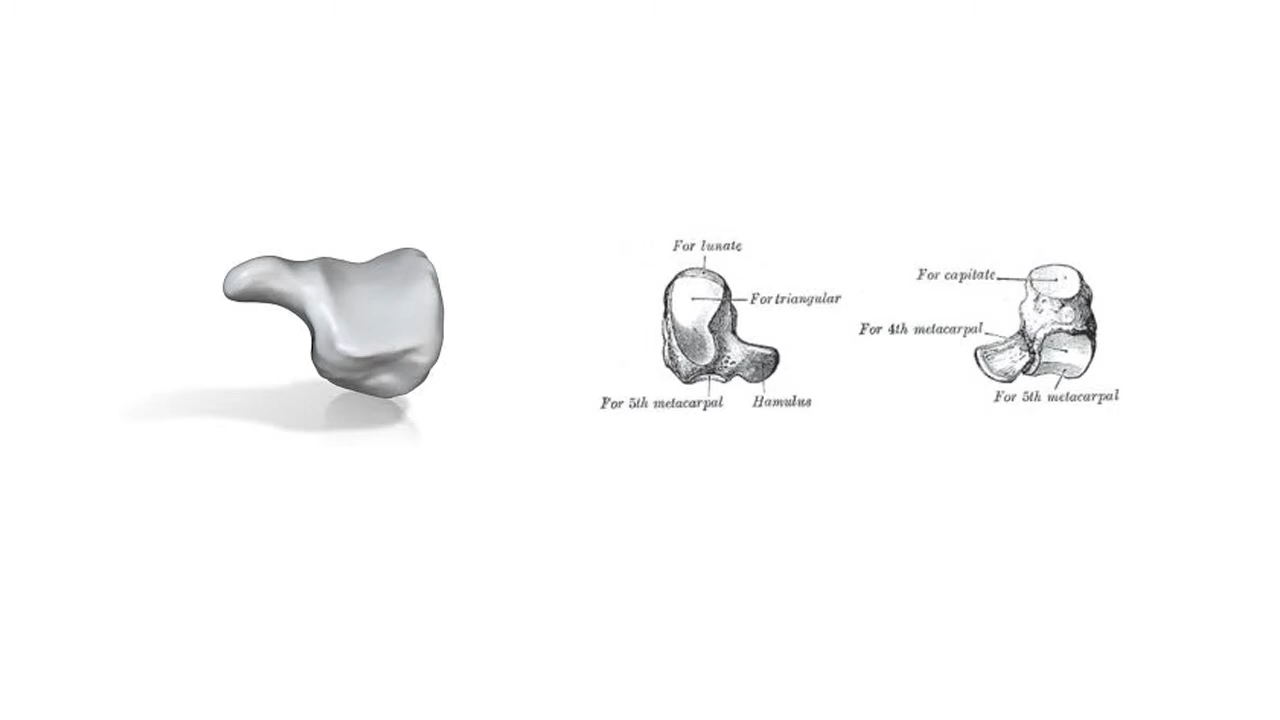 For lunate
For triangular
For 5th metacarpal
Hamulus
For capitate
For 4th metacarpal
For 5th metacarpal